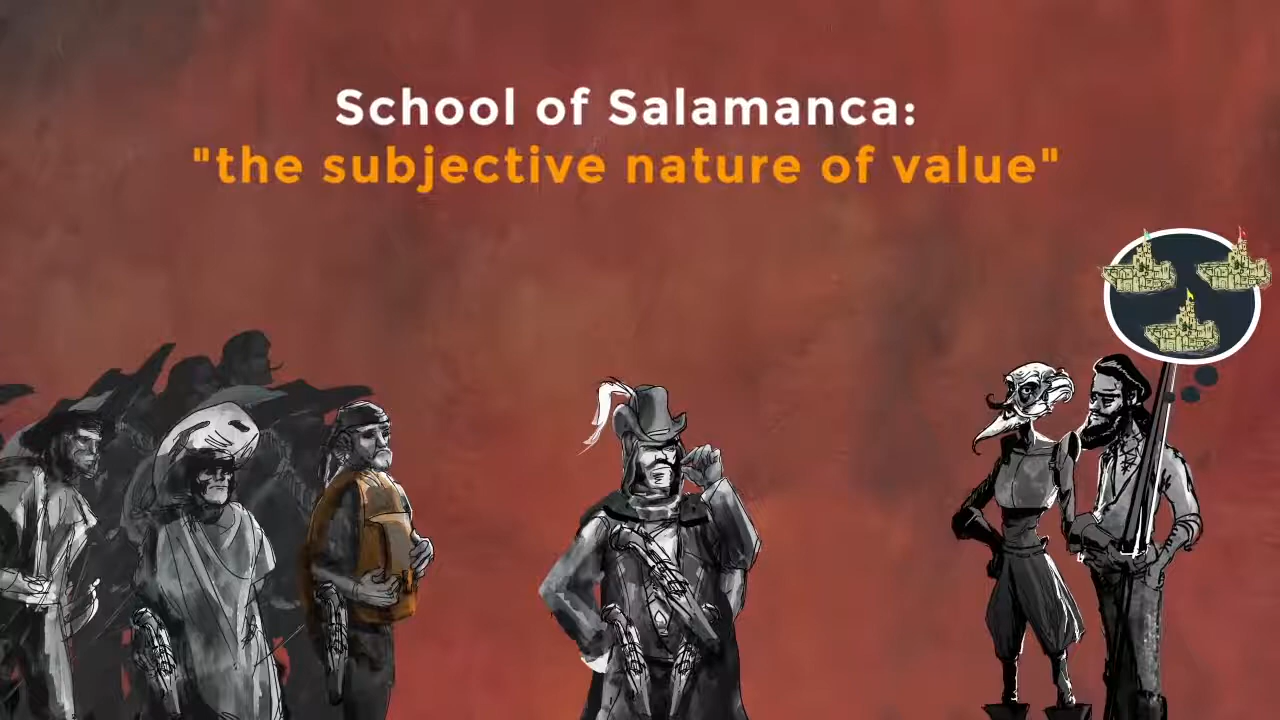 School of Salamanca:
"the subjective nature of value"